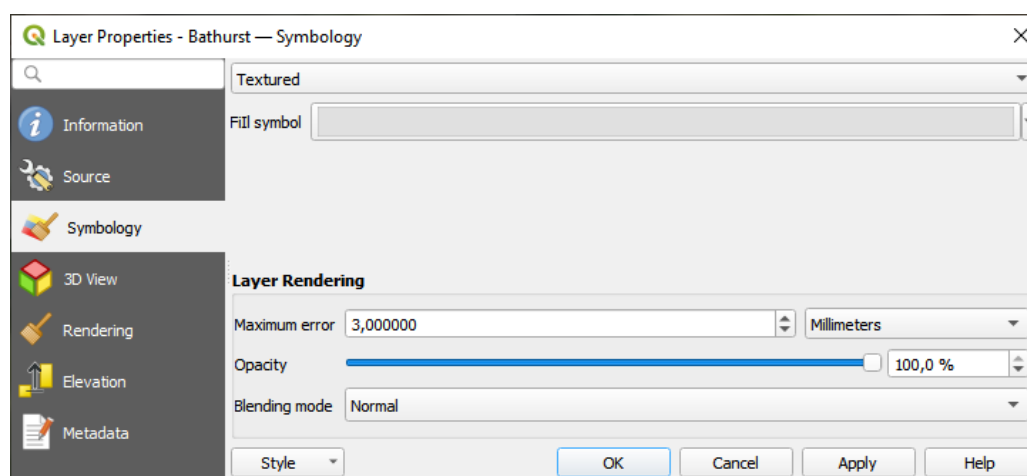 Layer Properties - Bathurst — Symbology
Textured
Fill symbol
Information
Source
Symbology
3D View
Rendering
Elevation
Metadata
Layer Rendering
Maximum error 3,000000 Millimeters
Opacity 100,0 %
Blending mode Normal
Style OK Cancel Apply Help